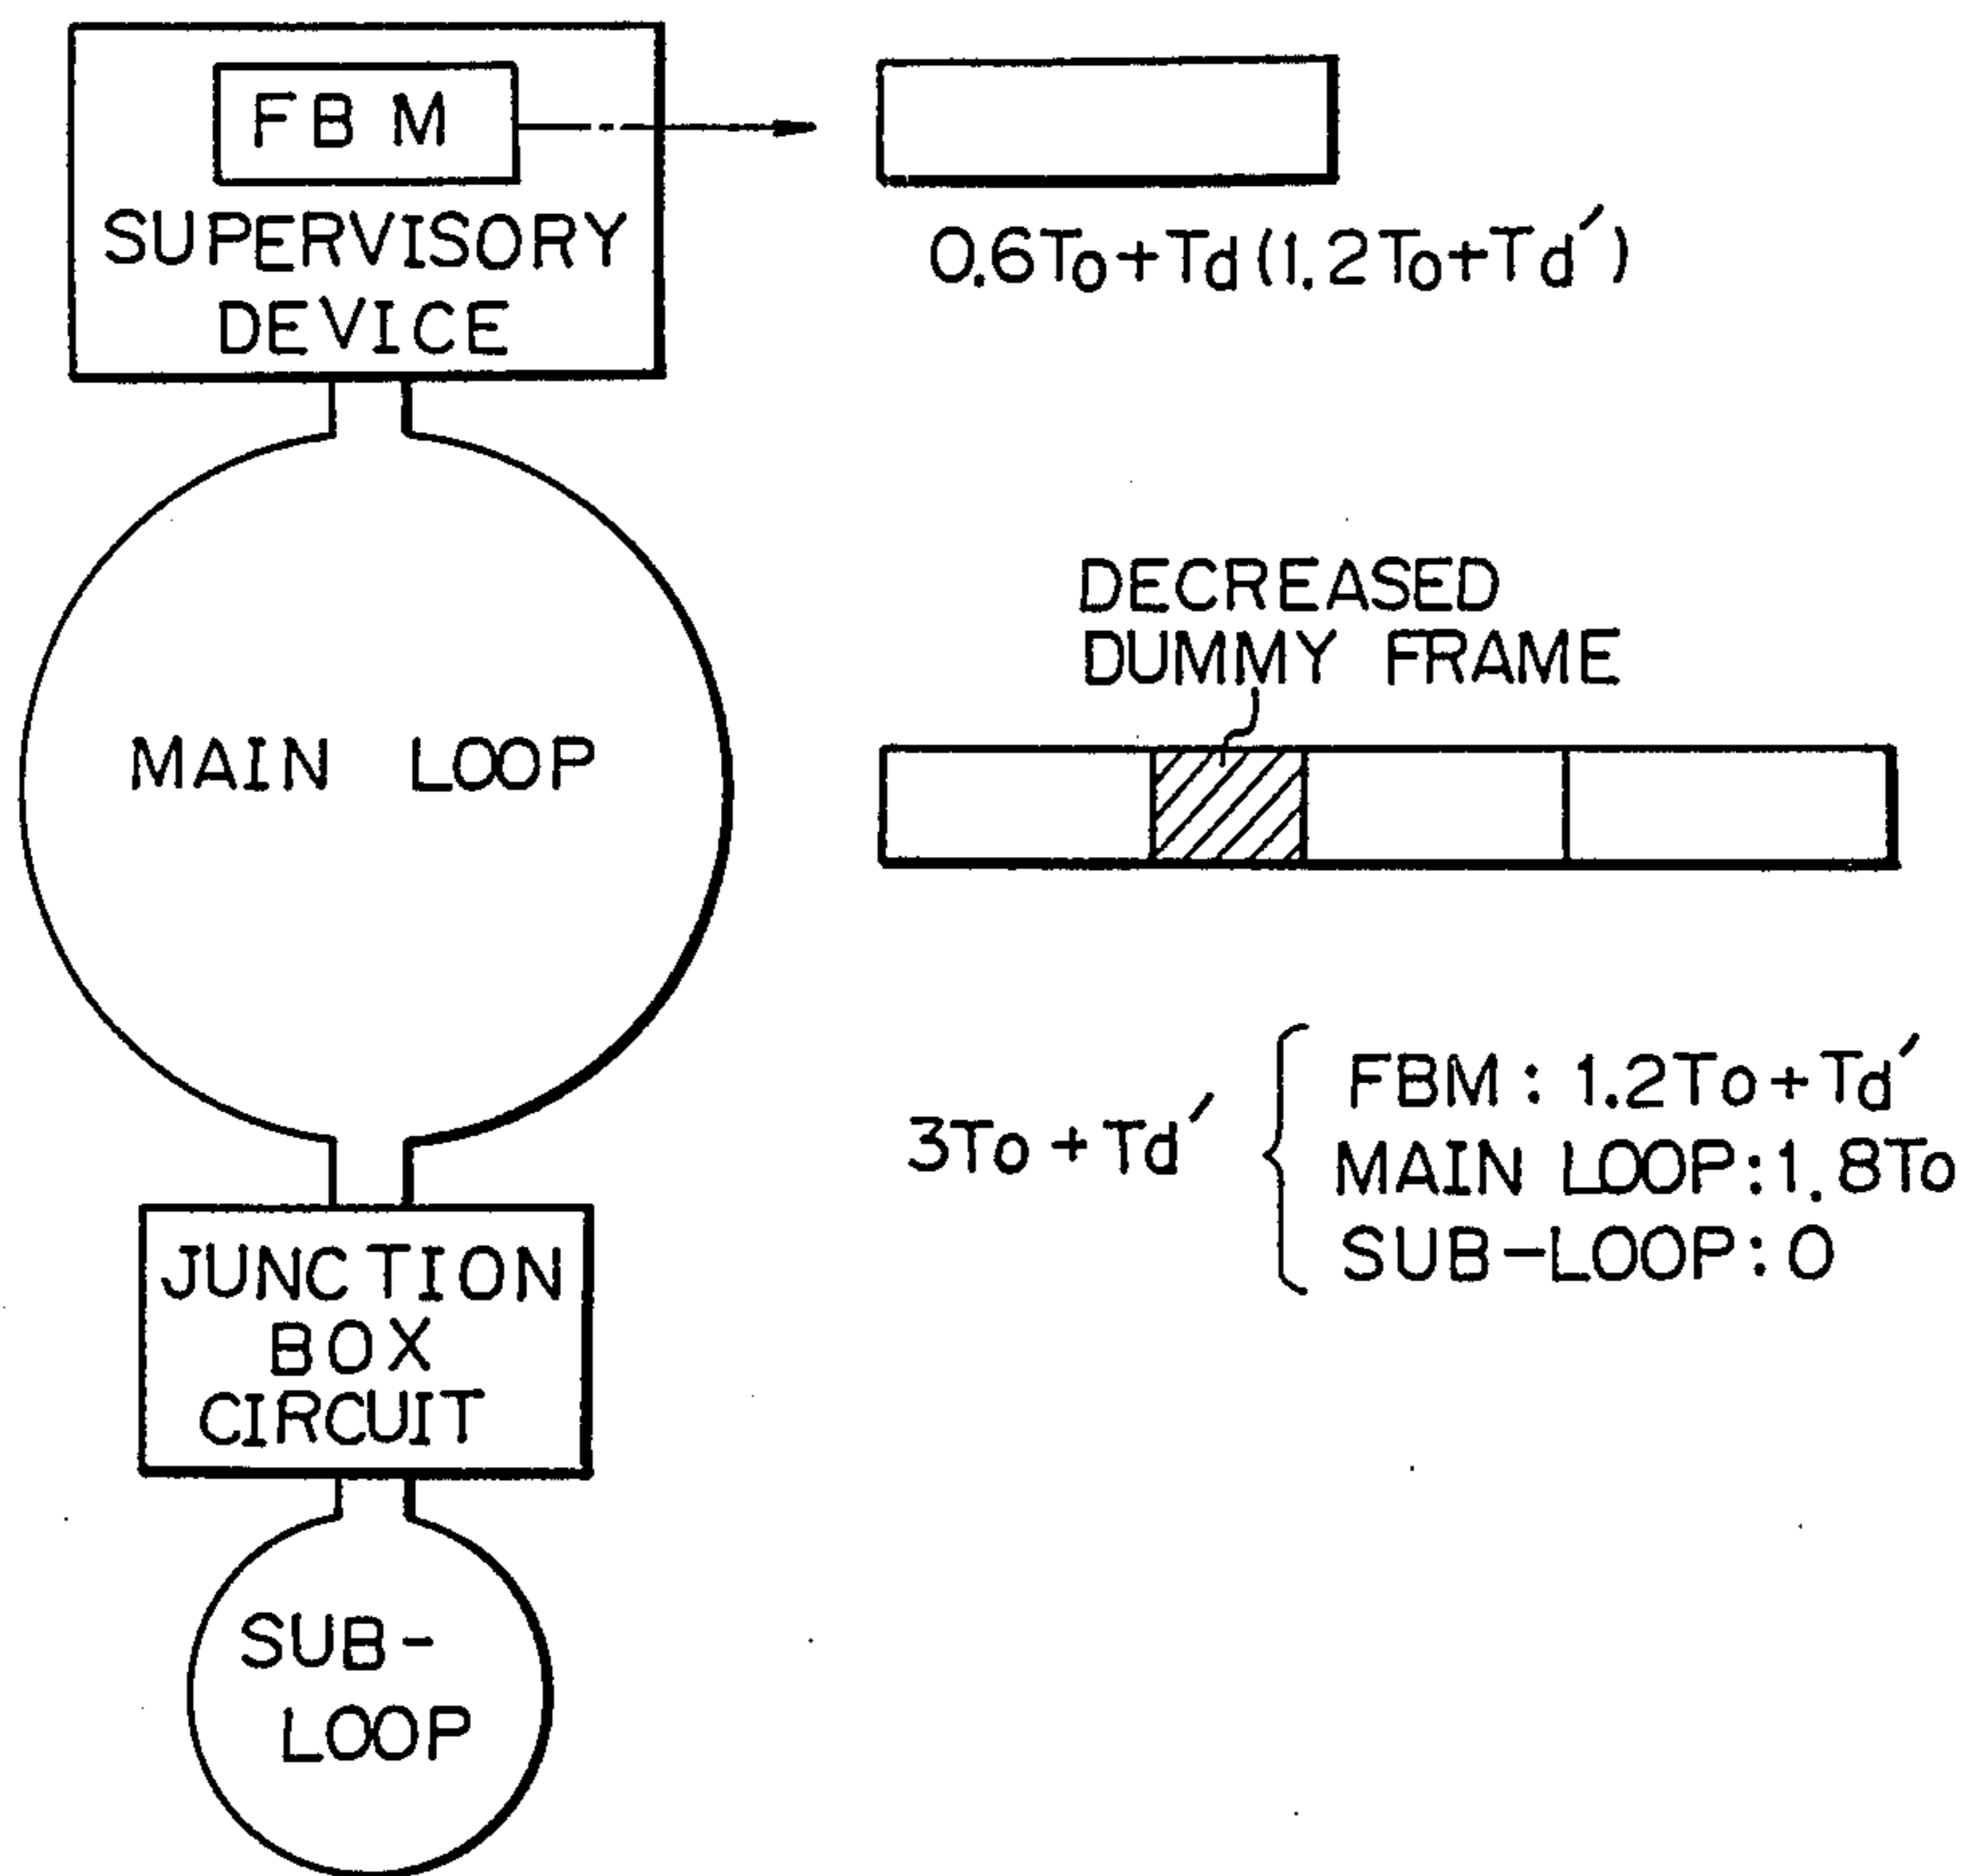 FBM
SUPERVISORY
DEVICE
0.6To+Td(1.2To+Td′)
DECREASED
DUMMY FRAME
MAIN LOOP
3To+Td′
FBM: 1.2To+Td′
MAIN LOOP: 1.8To
SUB-LOOP: 0
JUNCTION
BOX
CIRCUIT
SUB-
LOOP